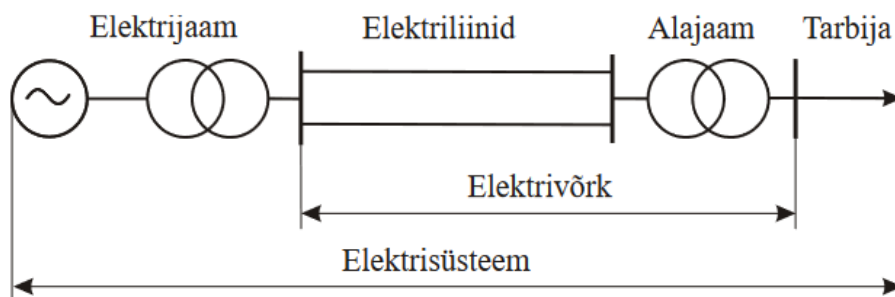 Elektrijaam
Elektriliinid
Alajaam
Tarbija
Elektrivõrk
Elektrisüsteem